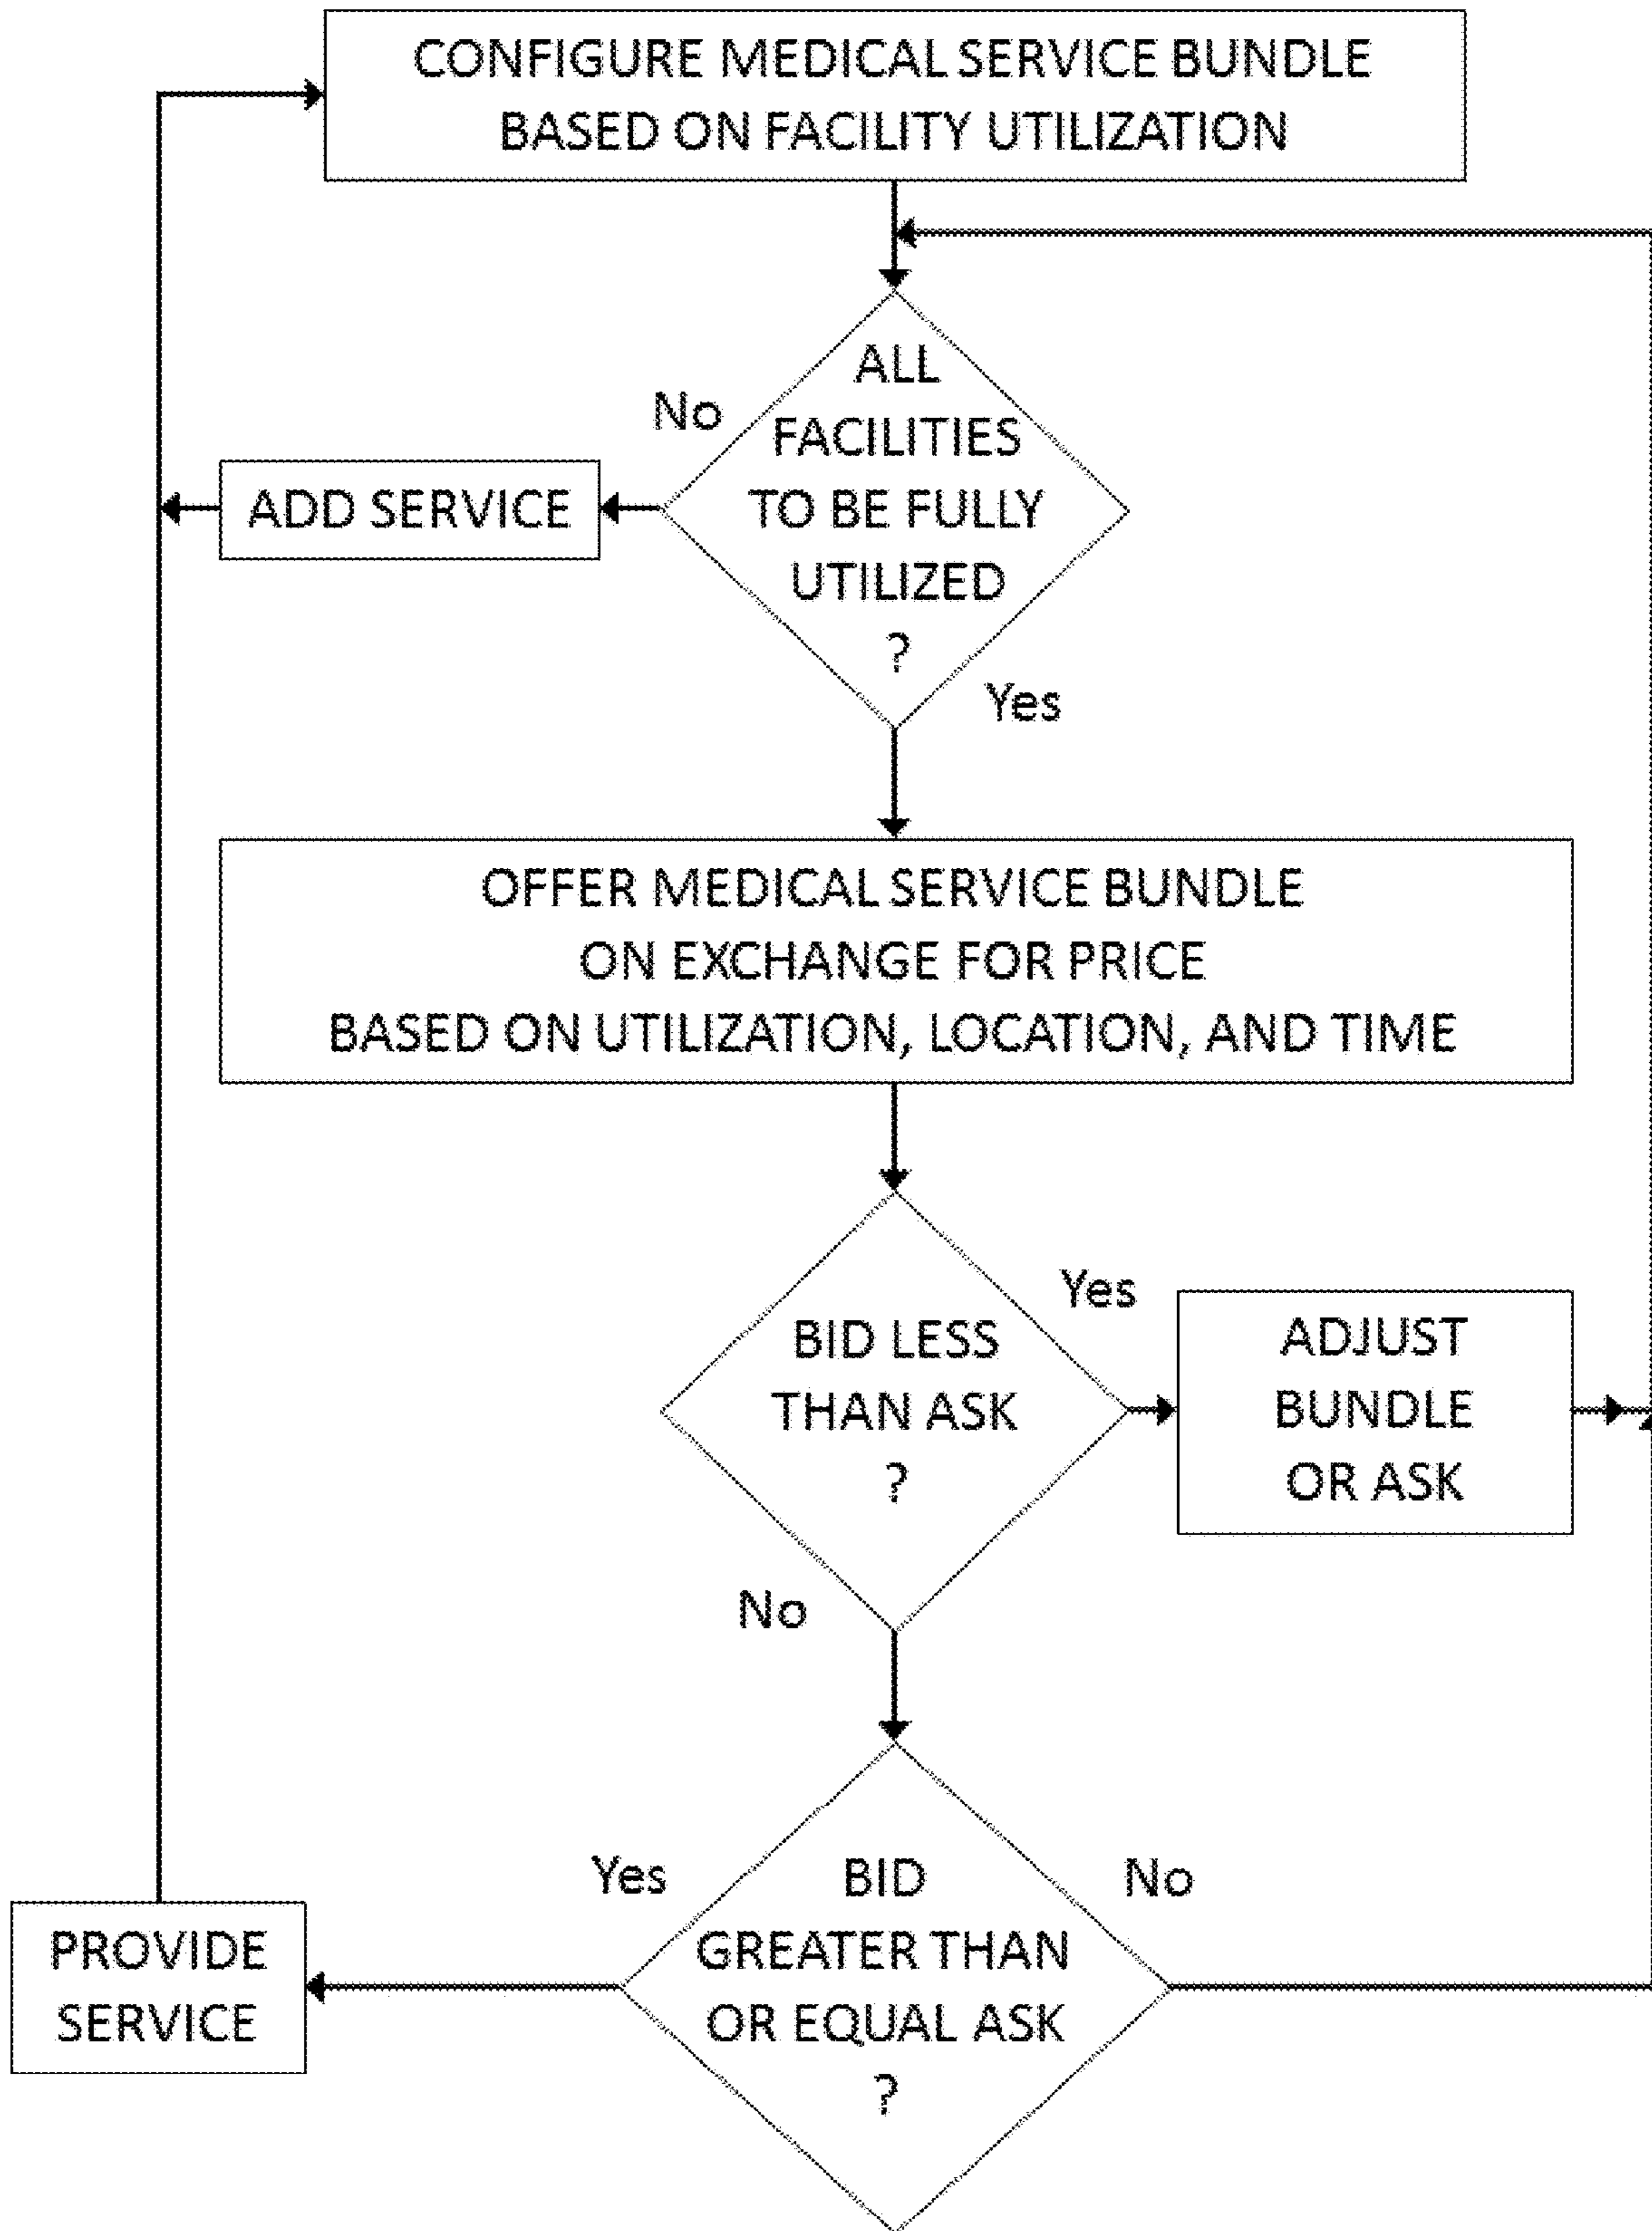 CONFIGURE MEDICAL SERVICE BUNDLE
BASED ON FACILITY UTILIZATION
ALL
FACILITIES
TO BE FULLY
UTILIZED
?
No
ADD SERVICE
Yes
OFFER MEDICAL SERVICE BUNDLE
ON EXCHANGE FOR PRICE
BASED ON UTILIZATION, LOCATION, AND TIME
BID LESS
THAN ASK
?
Yes
ADJUST
BUNDLE
OR ASK
No
BID
GREATER THAN
OR EQUAL ASK
?
Yes
No
PROVIDE
SERVICE